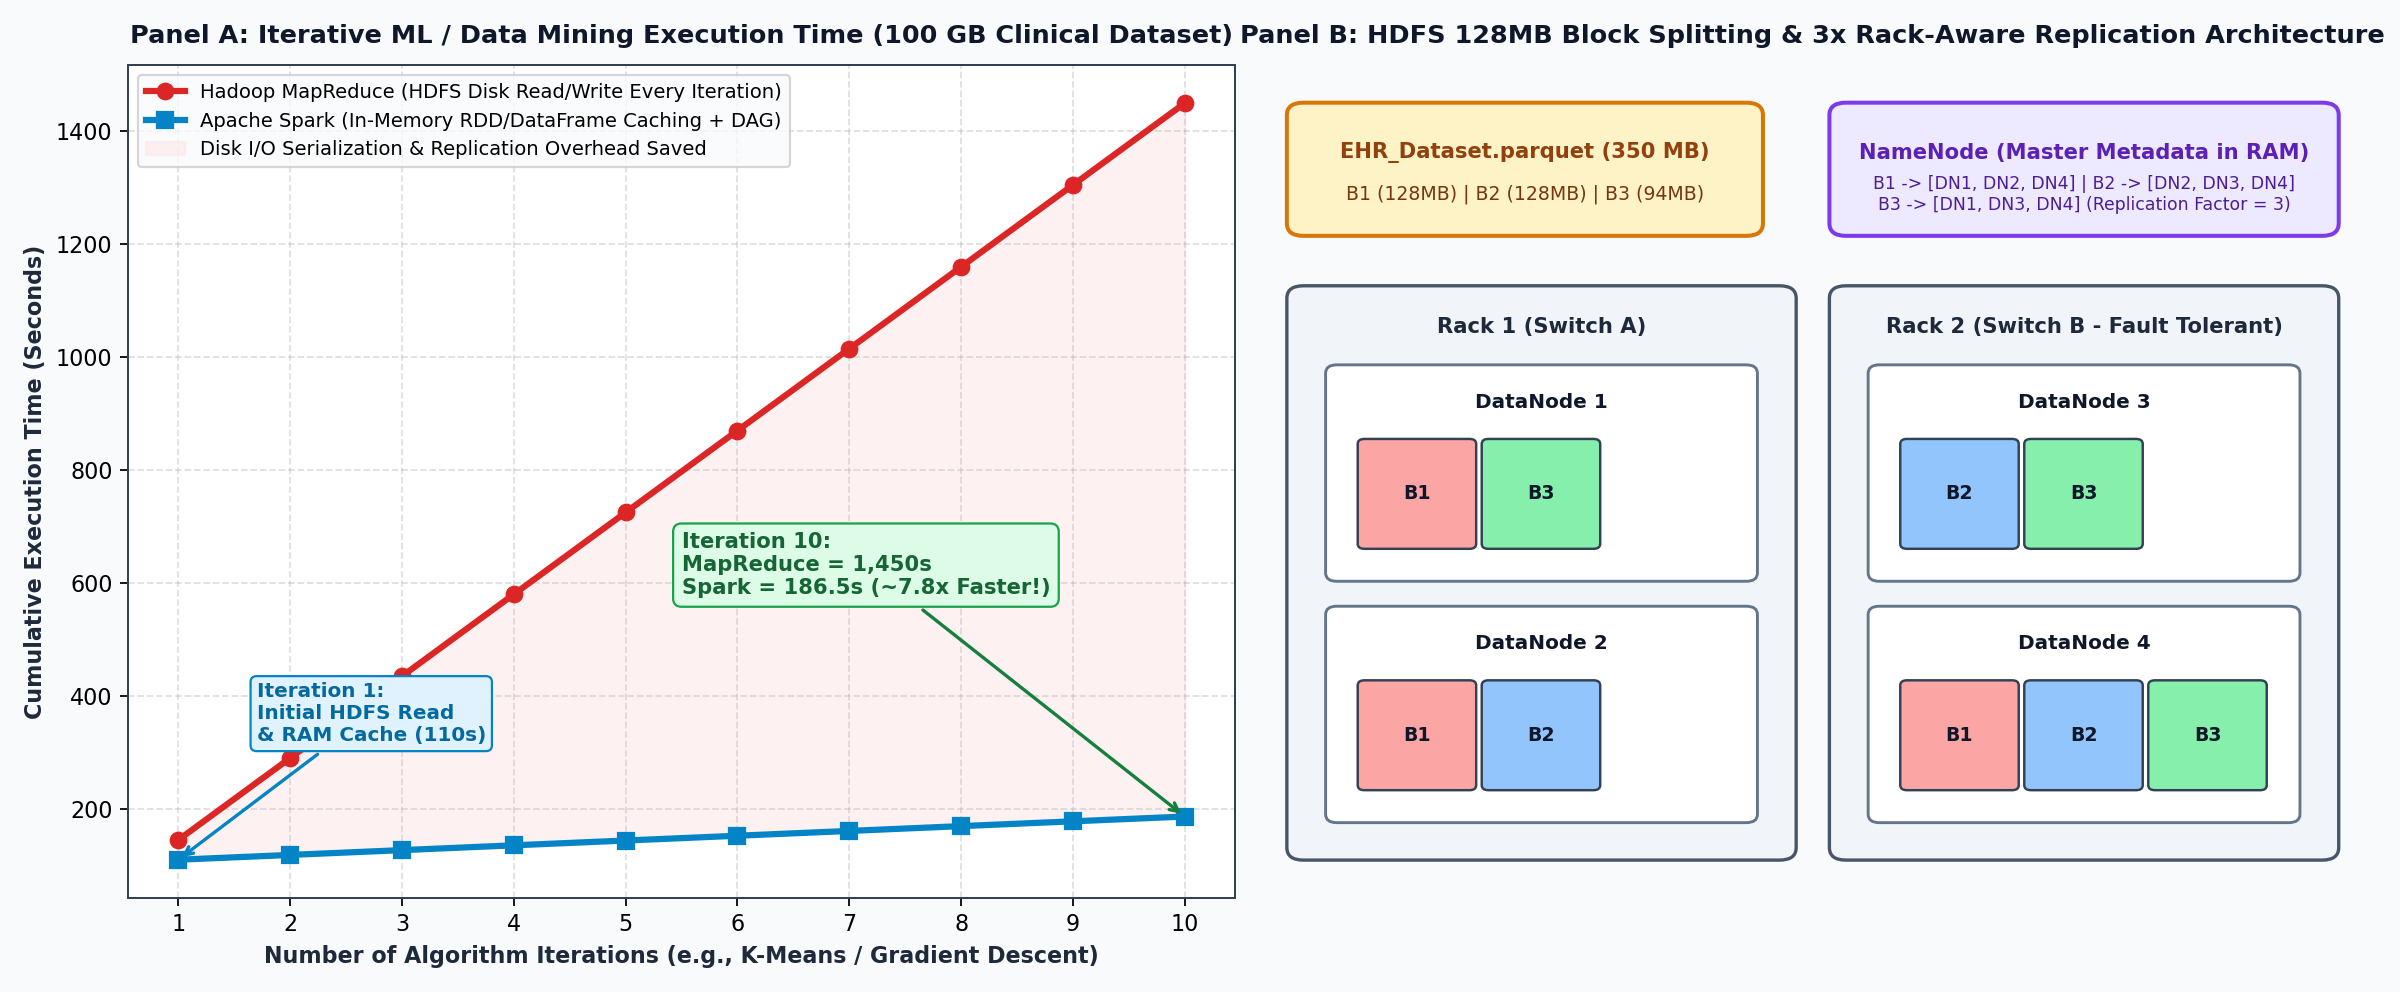 Panel A: Iterative ML / Data Mining Execution Time (100 GB Clinical Dataset)
Hadoop MapReduce (HDFS Disk Read/Write Every Iteration)
Apache Spark (In-Memory RDD/DataFrame Caching + DAG)
Disk I/O Serialization & Replication Overhead Saved
Cumulative Execution Time (Seconds)
1400
1200
1000
800
600
400
200
Iteration 10:
MapReduce = 1,450s
Spark = 186.5s (~7.8x Faster!)
Iteration 1:
Initial HDFS Read
& RAM Cache (110s)
1 2 3 4 5 6 7 8 9 10
Number of Algorithm Iterations (e.g., K-Means / Gradient Descent)
Panel B: HDFS 128MB Block Splitting & 3x Rack-Aware Replication Architecture
EHR_Dataset.parquet (350 MB)
B1 (128MB) | B2 (128MB) | B3 (94MB)
NameNode (Master Metadata in RAM)
B1 -> [DN1, DN2, DN4] | B2 -> [DN2, DN3, DN4]
B3 -> [DN1, DN3, DN4] (Replication Factor = 3)
Rack 1 (Switch A)
DataNode 1
B1 B3
DataNode 2
B1 B2
Rack 2 (Switch B - Fault Tolerant)
DataNode 3
B2 B3
DataNode 4
B1 B2 B3